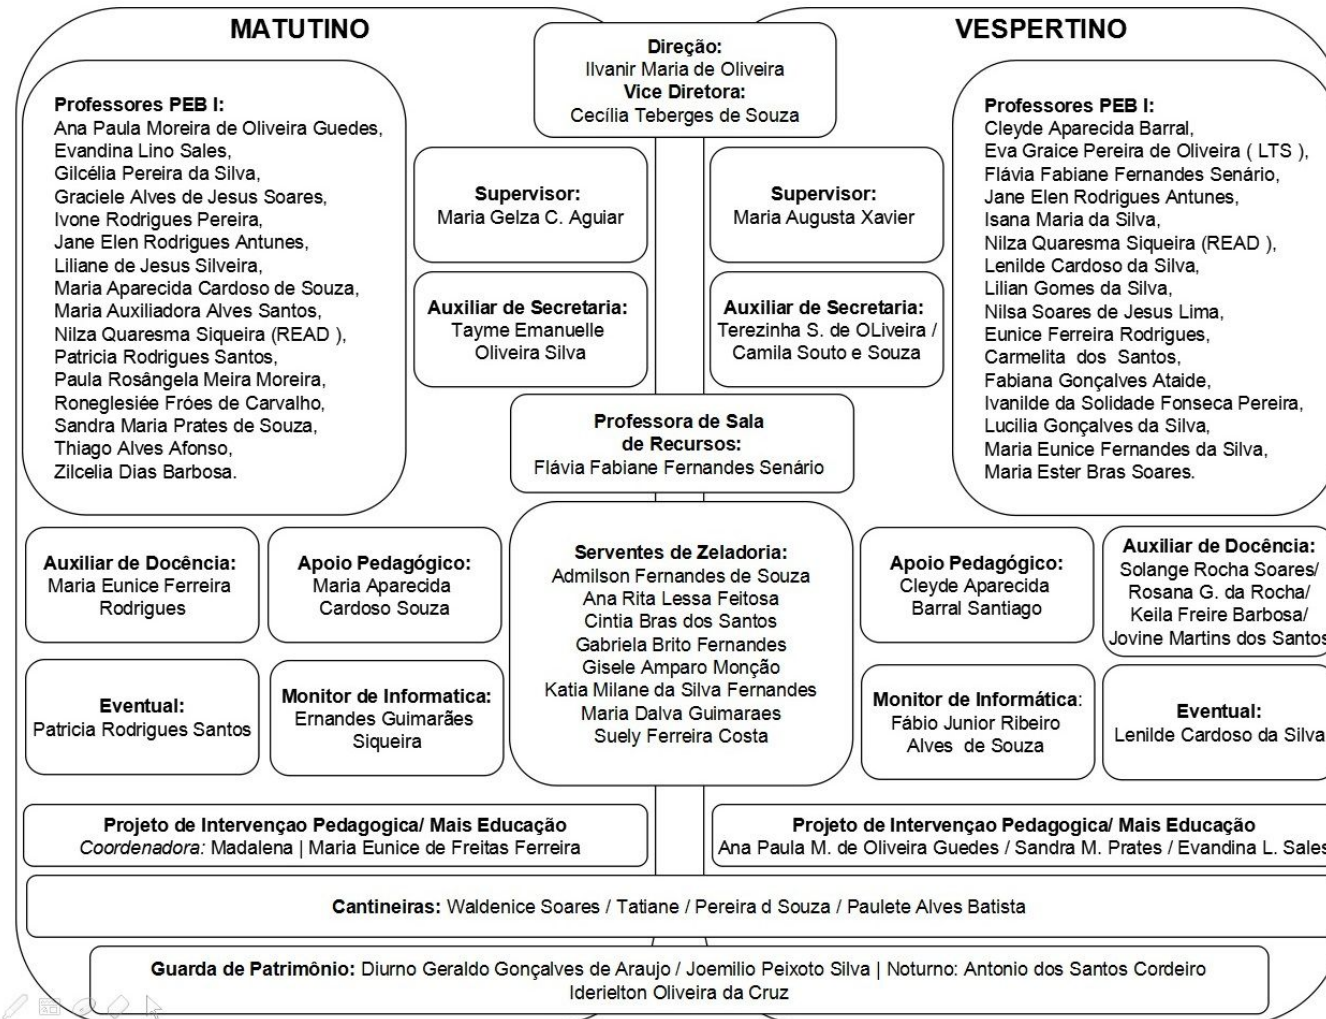 MATUTINO
VESPERTINO
Direção:
Ilvanir Maria de Oliveira
Vice Diretora:
Cecília Teberges de Souza
Professores PEB I:
Ana Paula Moreira de Oliveira Guedes,
Evandina Lino Sales,
Gilcélia Pereira da Silva,
Graciele Alves de Jesus Soares,
Ivone Rodrigues Pereira,
Jane Elen Rodrigues Antunes,
Liliane de Jesus Silveira,
Maria Aparecida Cardoso de Souza,
Maria Auxiliadora Alves Santos,
Nilza Quaresma Siqueira (READ ),
Patricia Rodrigues Santos,
Paula Rosângela Meira Moreira,
Roneglesiée Fróes de Carvalho,
Sandra Maria Prates de Souza,
Thiago Alves Afonso,
Zilcelia Dias Barbosa.
Supervisor:
Maria Gelza C. Aguiar
Supervisor:
Maria Augusta Xavier
Auxiliar de Secretaria:
Tayme Emanuelle
Oliveira Silva
Auxiliar de Secretaria:
Terezinha S. de OLiveira /
Camila Souto e Souza
Professora de Sala
de Recursos:
Flávia Fabiane Fernandes Senário
Professores PEB I:
Cleyde Aparecida Barral,
Eva Graice Pereira de Oliveira ( LTS ),
Flávia Fabiane Fernandes Senário,
Jane Elen Rodrigues Antunes,
Isana Maria da Silva,
Nilza Quaresma Siqueira (READ ),
Lenilde Cardoso da Silva,
Lilian Gomes da Silva,
Nilsa Soares de Jesus Lima,
Eunice Ferreira Rodrigues,
Carmelita dos Santos,
Fabiana Gonçalves Ataide,
Ivanilde da Solidade Fonseca Pereira,
Lucilia Gonçalves da Silva,
Maria Eunice Fernandes da Silva,
Maria Ester Bras Soares.
Auxiliar de Docência:
Maria Eunice Ferreira
Rodrigues
Apoio Pedagógico:
Maria Aparecida
Cardoso Souza
Serventes de Zeladoria:
Admilson Fernandes de Souza
Ana Rita Lessa Feitosa
Cintia Bras dos Santos
Gabriela Brito Fernandes
Gisele Amparo Monção
Katia Milane da Silva Fernandes
Maria Dalva Guimaraes
Suely Ferreira Costa
Apoio Pedagógico:
Cleyde Aparecida
Barral Santiago
Auxiliar de Docência:
Solange Rocha Soares/
Rosana G. da Rocha/
Keila Freire Barbosa/
Jovine Martins dos Santos
Eventual:
Patricia Rodrigues Santos
Monitor de Informatica:
Ernandes Guimarães
Siqueira
Monitor de Informática:
Fábio Junior Ribeiro
Alves de Souza
Eventual:
Lenilde Cardoso da Silva
Projeto de Intervençao Pedagogica/ Mais Educação
Coordenadora: Madalena | Maria Eunice de Freitas Ferreira
Projeto de Intervençao Pedagogica/ Mais Educação
Ana Paula M. de Oliveira Guedes / Sandra M. Prates / Evandina L. Sales
Cantineiras: Waldenice Soares / Tatiane / Pereira d Souza / Paulete Alves Batista
Guarda de Patrimônio: Diurno Geraldo Gonçalves de Araujo / Joemilio Peixoto Silva | Noturno: Antonio dos Santos Cordeiro
Iderielton Oliveira da Cruz